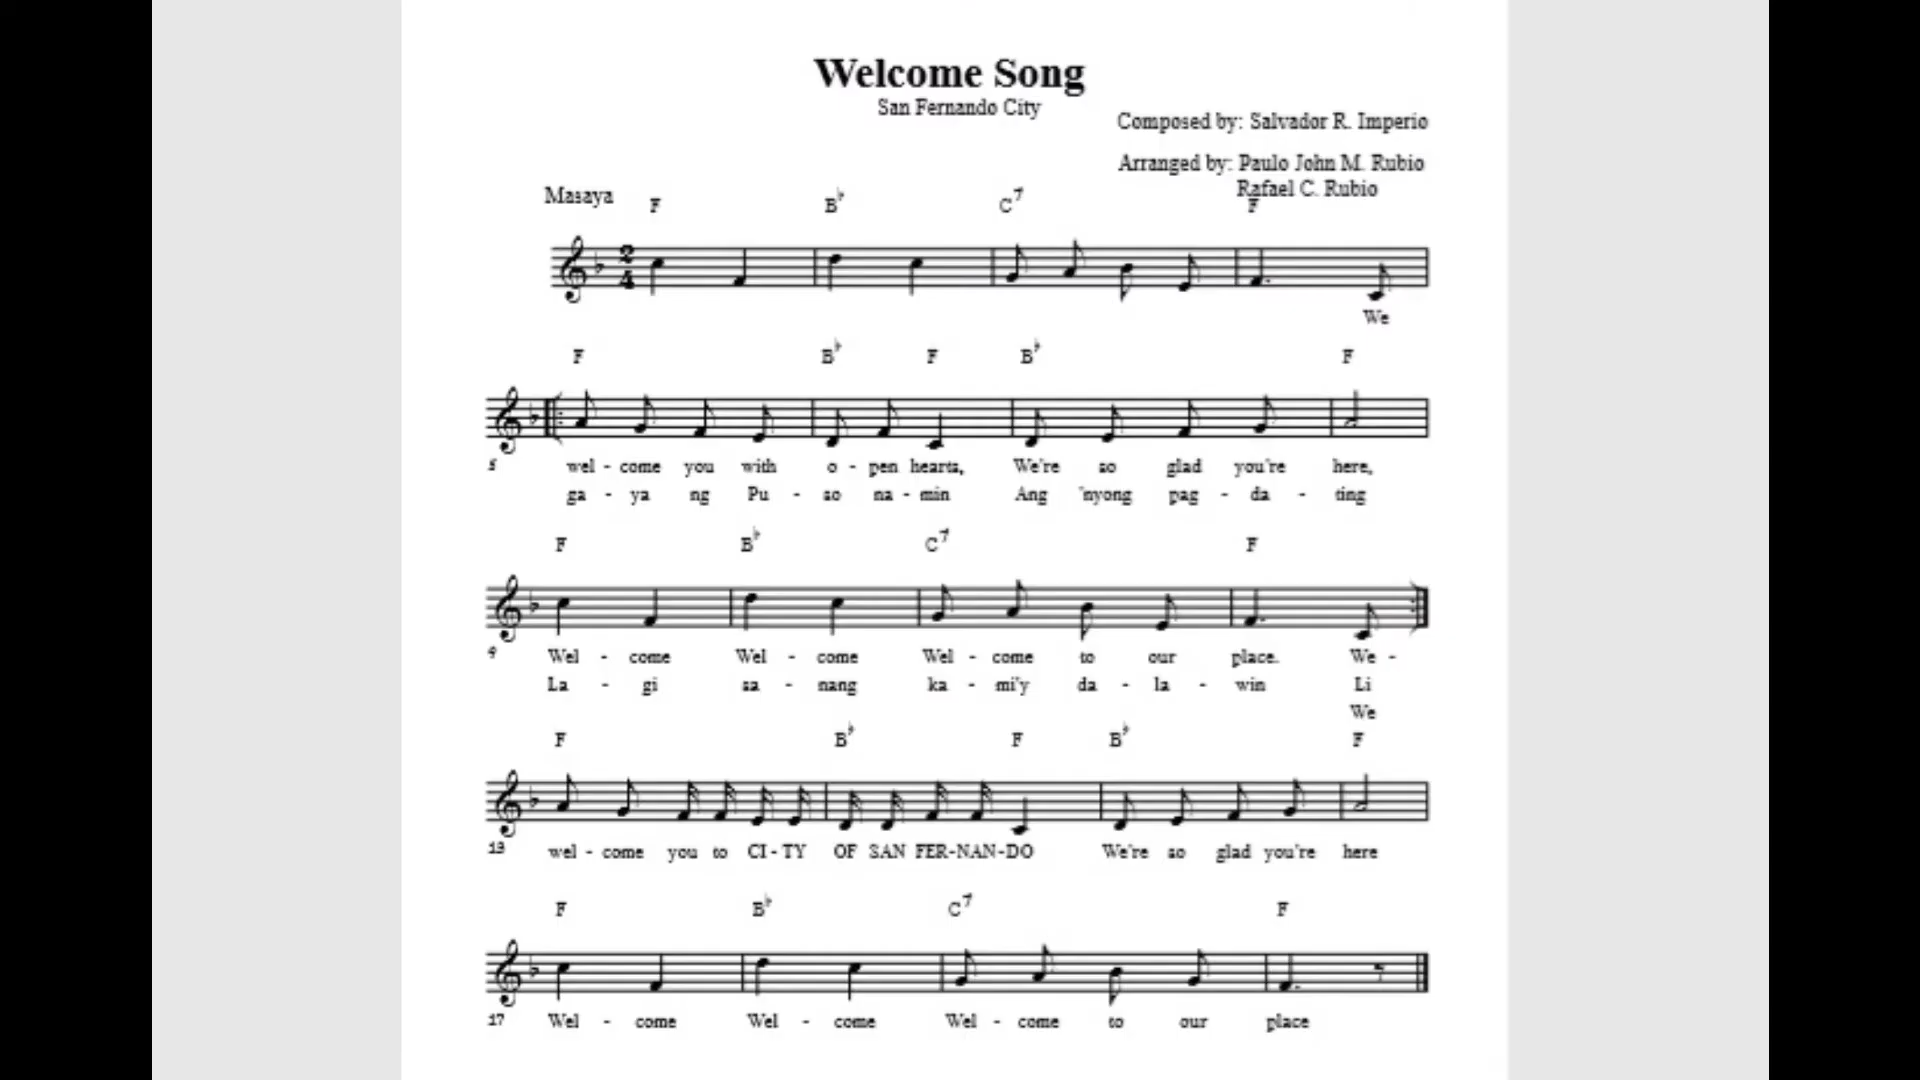 Welcome Song
San Fernando City
Composed by: Salvador R. Imperio
Arranged by: Paulo John M. Rubio
Rafael C. Rubio
Masaya
F B♭ C7 F
2
4
We
F B♭ F B♭ F
5 wel - come you with o - pen hearts, We're so glad you're here,
ga - ya ng Pu - so na - min Ang 'nyong pag - da - ting
F B♭ C7 F
9 Wel - come Wel - come Wel - come to our place. We -
La - gi sa - nang ka - mi'y da - la - win Li
We
F B♭ F B♭ F
13 wel - come you to CI - TY OF SAN FER-NAN-DO We're so glad you're here
F B♭ C7 F
17 Wel - come Wel - come Wel - come to our place